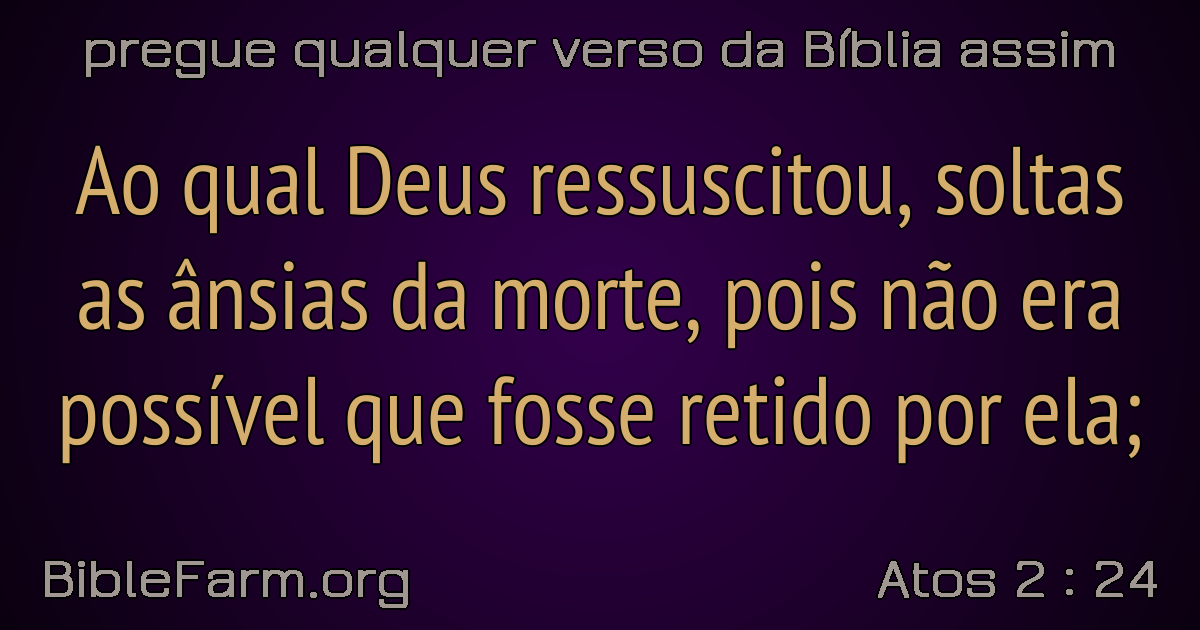 pregue qualquer verso da Bíblia assim
Ao qual Deus ressuscitou, soltas
as ânsias da morte, pois não era
possível que fosse retido por ela;
BibleFarm.org
Atos 2 : 24